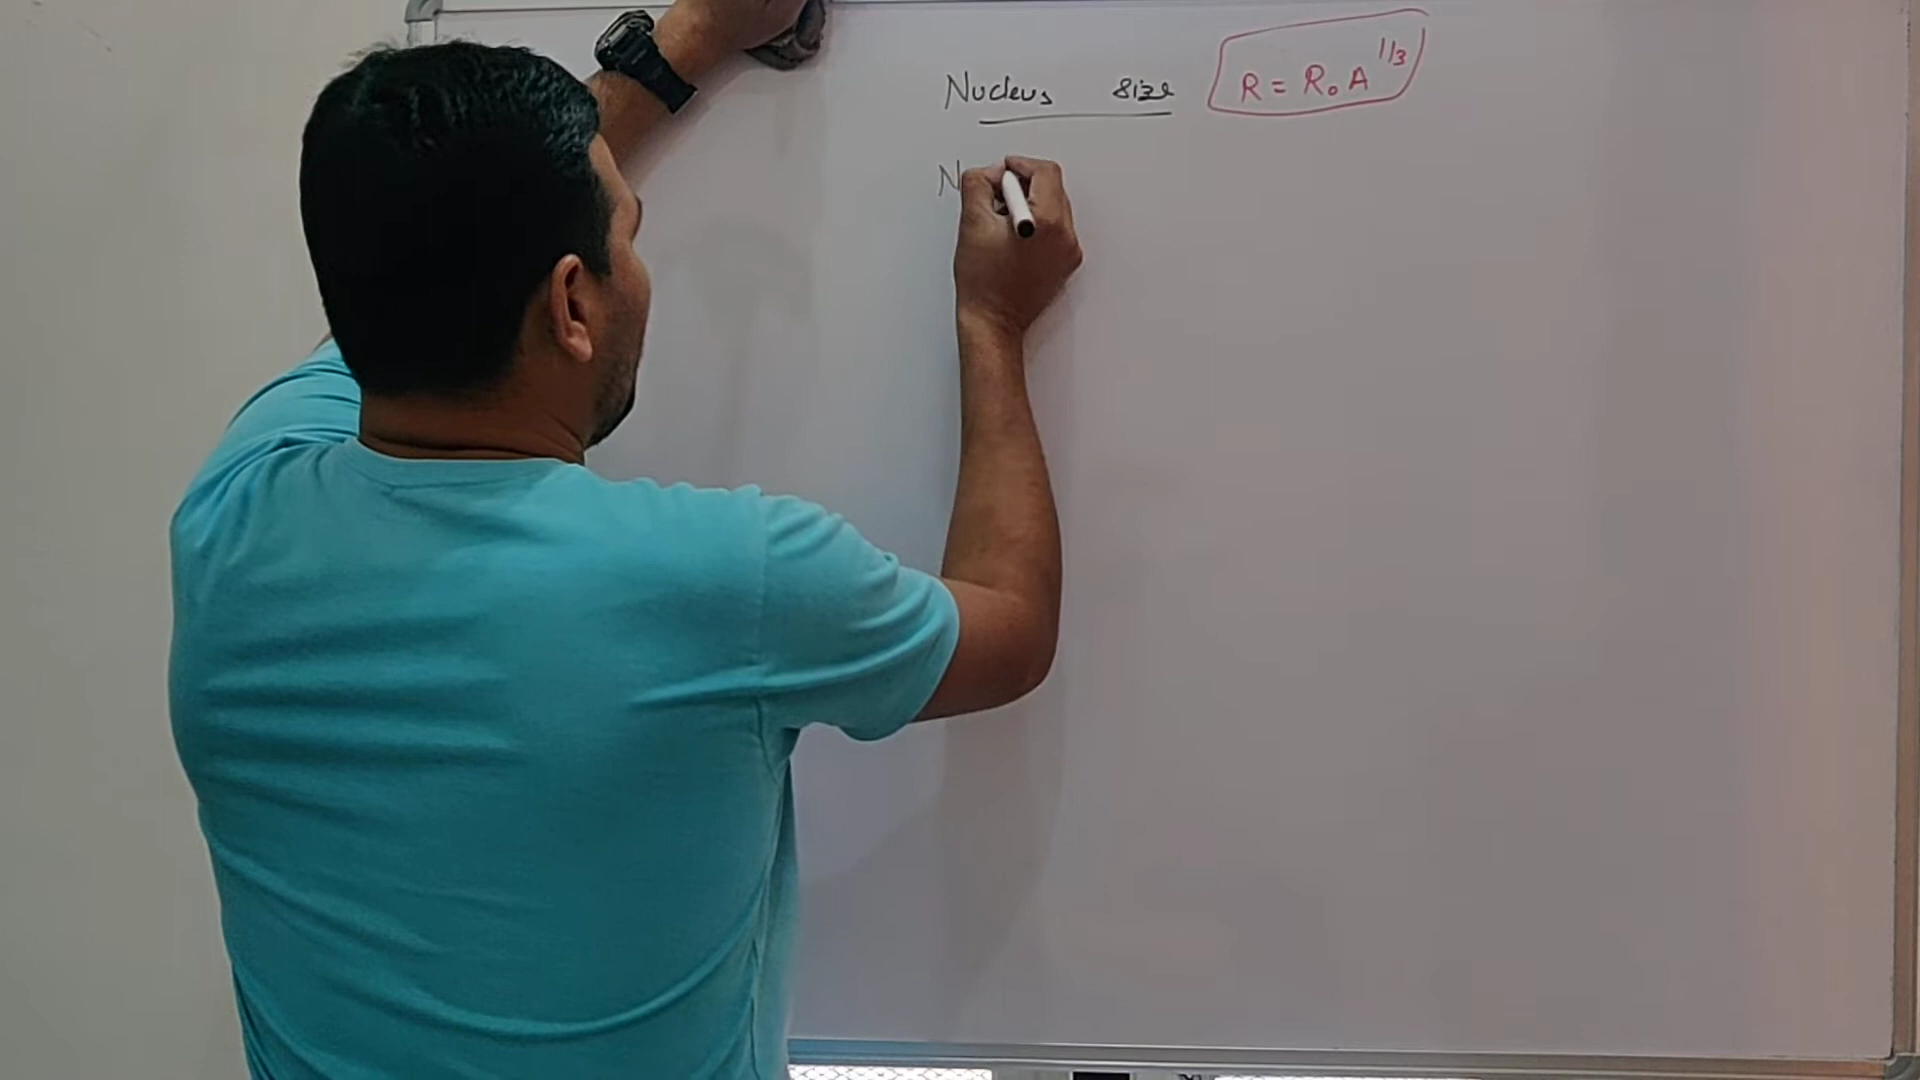 Nucleus size R = R₀ A^1/3
N